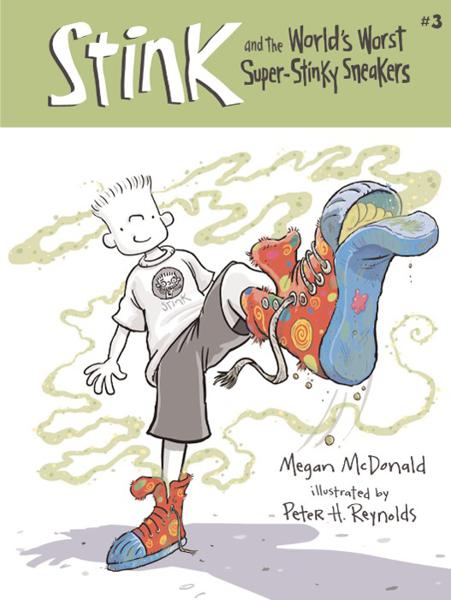 Stink
and the World's Worst
Super-Stinky Sneakers
#3
STINK
Megan McDonald
illustrated by
Peter H. Reynolds